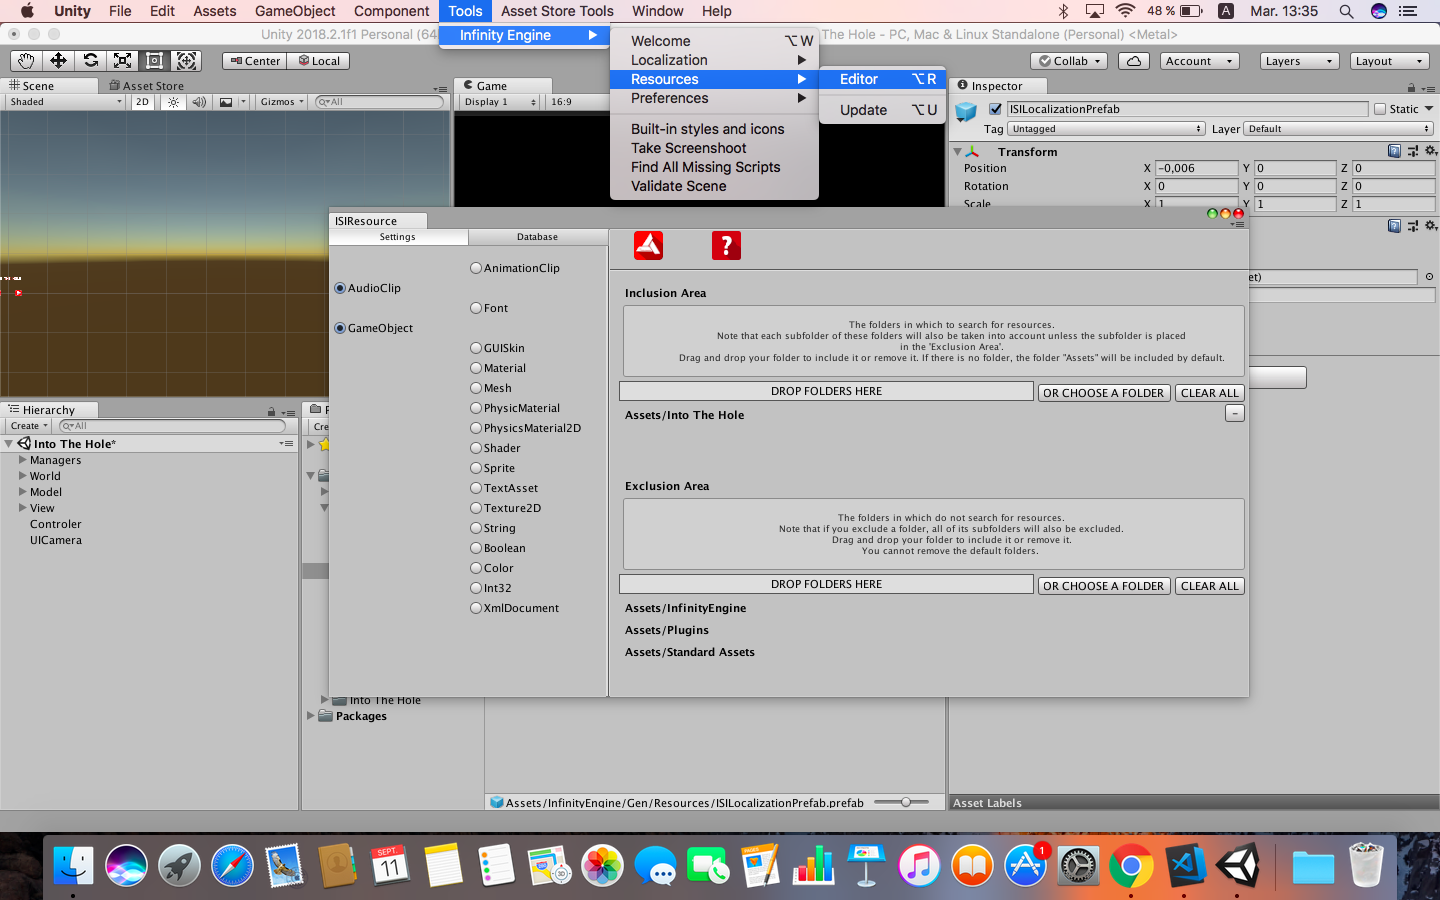 Unity File Edit Assets GameObject Component Tools Asset Store Tools Window Help 48 % A Mar. 13:35
Unity 2018.2.1f1 Personal (64
The Hole - PC, Mac & Linux Standalone (Personal) <Metal>
Infinity Engine
Welcome ⌥W
Localization
Resources
Preferences
Built-in styles and icons
Take Screenshoot
Find All Missing Scripts
Validate Scene
Editor ⌥R
Update ⌥U
Center Local
Collab Account Layers Layout
Scene Asset Store
Shaded 2D Gizmos All
Game
Display 1 16:9
Inspector
ISILocalizationPrefab Static
Tag Untagged Layer Default
Transform
Position X -0,006 Y 0 Z 0
Rotation X 0 Y 0 Z 0
Scale X 1 Y 1 Z 1
et)
ISIResource
Settings Database
AnimationClip
AudioClip
Font
GameObject
GUISkin
Material
Mesh
PhysicMaterial
PhysicsMaterial2D
Shader
Sprite
TextAsset
Texture2D
String
Boolean
Color
Int32
XmlDocument
?
Inclusion Area
The folders in which to search for resources.
Note that each subfolder of these folders will also be taken into account unless the subfolder is placed
in the 'Exclusion Area'.
Drag and drop your folder to include it or remove it. If there is no folder, the folder "Assets" will be included by default.
DROP FOLDERS HERE OR CHOOSE A FOLDER CLEAR ALL
Assets/Into The Hole -
Exclusion Area
The folders in which do not search for resources.
Note that if you exclude a folder, all of its subfolders will also be excluded.
Drag and drop your folder to include it or remove it.
You cannot remove the default folders.
DROP FOLDERS HERE OR CHOOSE A FOLDER CLEAR ALL
Assets/InfinityEngine
Assets/Plugins
Assets/Standard Assets
Hierarchy
Create All
Into The Hole*
Managers
World
Model
View
Controler
UICamera
P
Cre
Into The Hole
Packages
Assets/InfinityEngine/Gen/Resources/ISILocalizationPrefab.prefab
Asset Labels
SEPT.
11
3D
PAGES
1